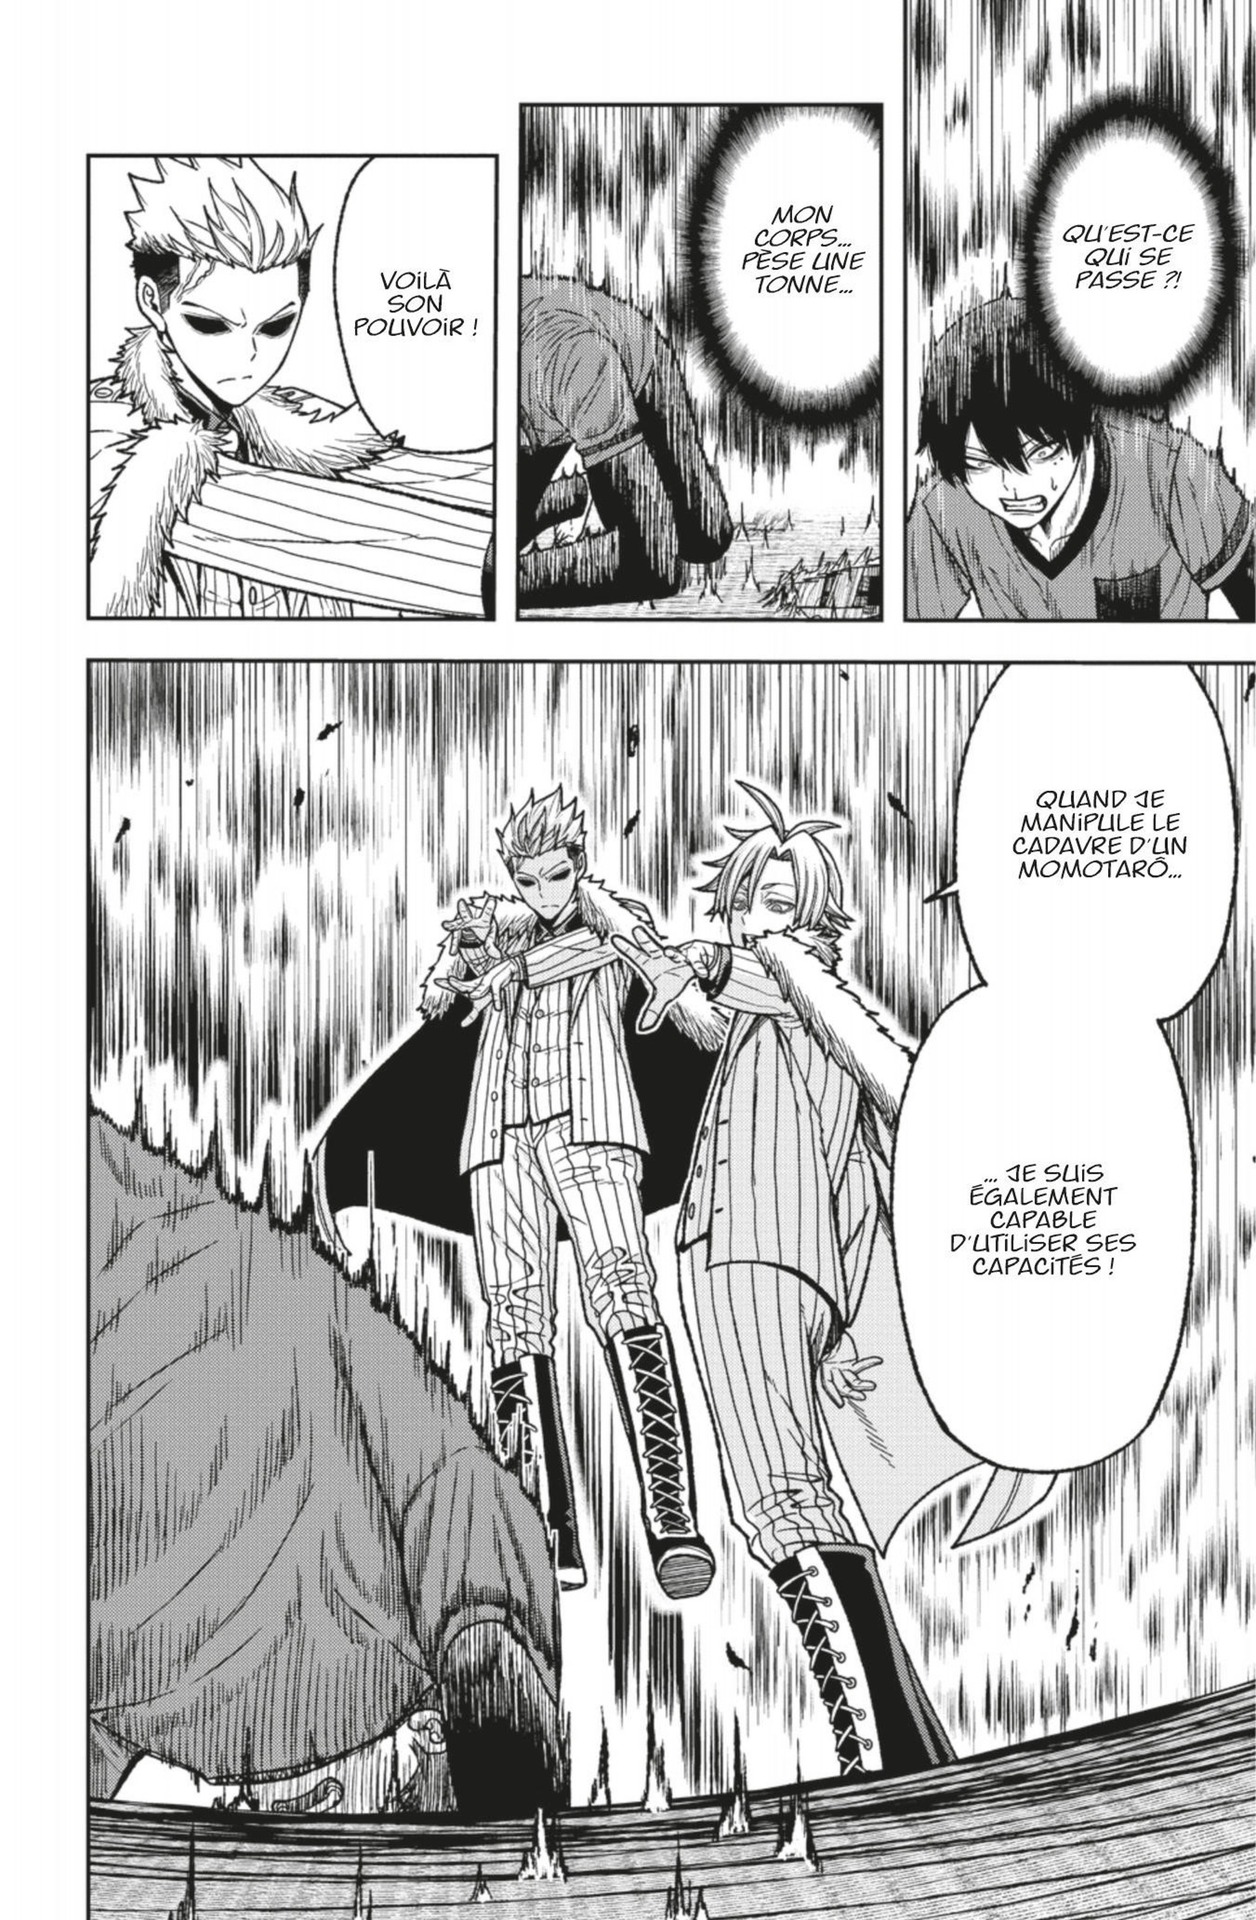 QU'EST-CE
QUI SE
PASSE ?!
MON
CORPS...
PÈSE UNE
TONNE...
VOILÀ
SON
POUVOIR !
QUAND JE
MANIPULE LE
CADAVRE D'UN
MOMOTARÔ...
... JE SUIS
ÉGALEMENT
CAPABLE
D'UTILISER SES
CAPACITÉS !